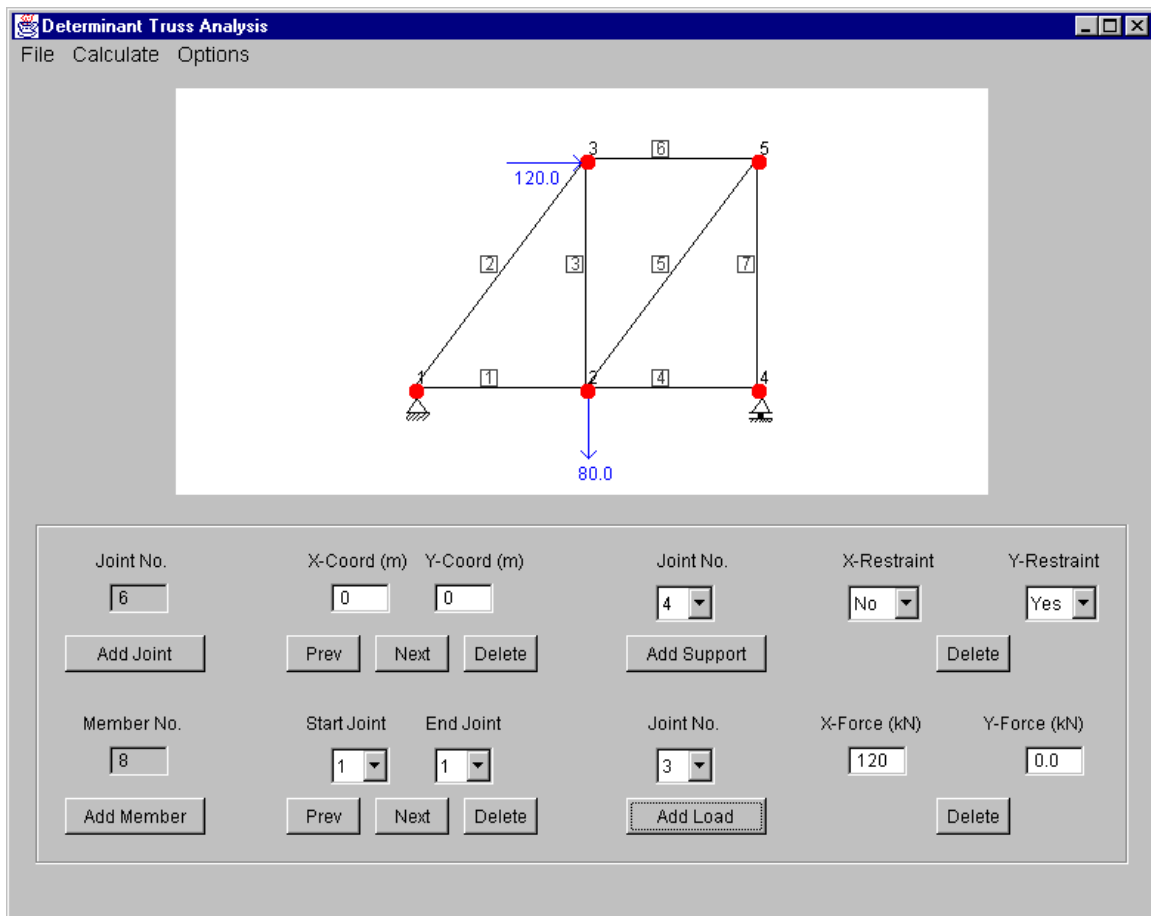 Determinant Truss Analysis
File Calculate Options
3 6 5
120.0
2 3 5 7
1 1 2 4 4
80.0
Joint No. X-Coord (m) Y-Coord (m) Joint No. X-Restraint Y-Restraint
6 0 0 4 No Yes
Add Joint Prev Next Delete Add Support Delete
Member No. Start Joint End Joint Joint No. X-Force (kN) Y-Force (kN)
8 1 1 3 120 0.0
Add Member Prev Next Delete Add Load Delete